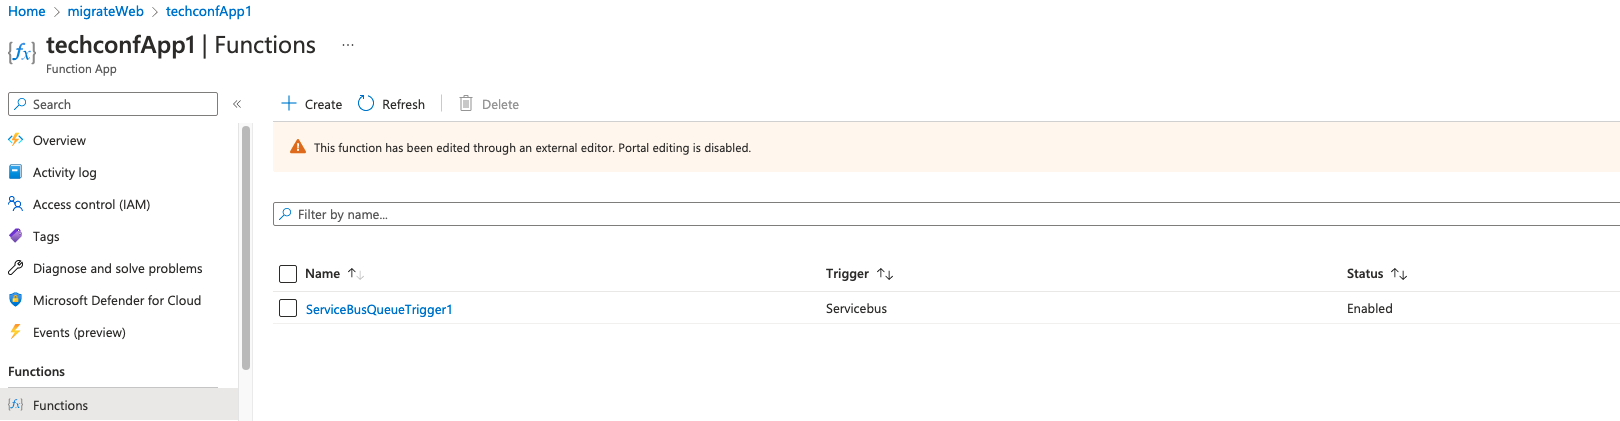 Home > migrateWeb > techconfApp1
{fx} techconfApp1 | Functions ...
Function App
Search «
Overview
Activity log
Access control (IAM)
Tags
Diagnose and solve problems
Microsoft Defender for Cloud
Events (preview)
Functions
{fx} Functions
+ Create Refresh | Delete
This function has been edited through an external editor. Portal editing is disabled.
Filter by name...
Name ↑↓ Trigger ↑↓ Status ↑↓
ServiceBusQueueTrigger1 Servicebus Enabled